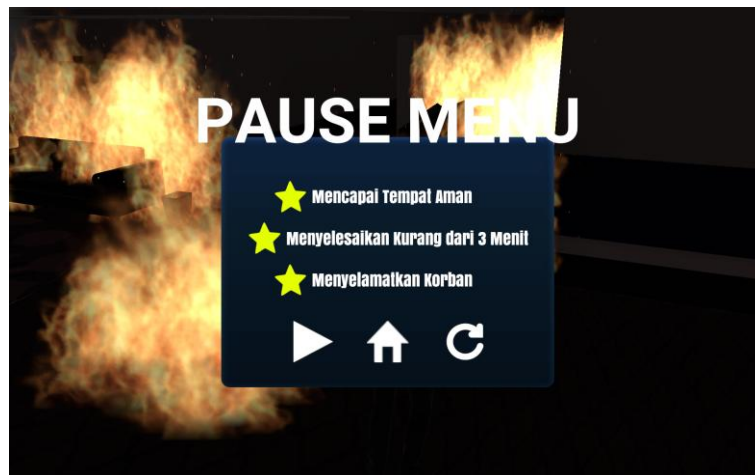 PAUSE MENU
Mencapai Tempat Aman
Menyelesaikan Kurang dari 3 Menit
Menyelamatkan Korban